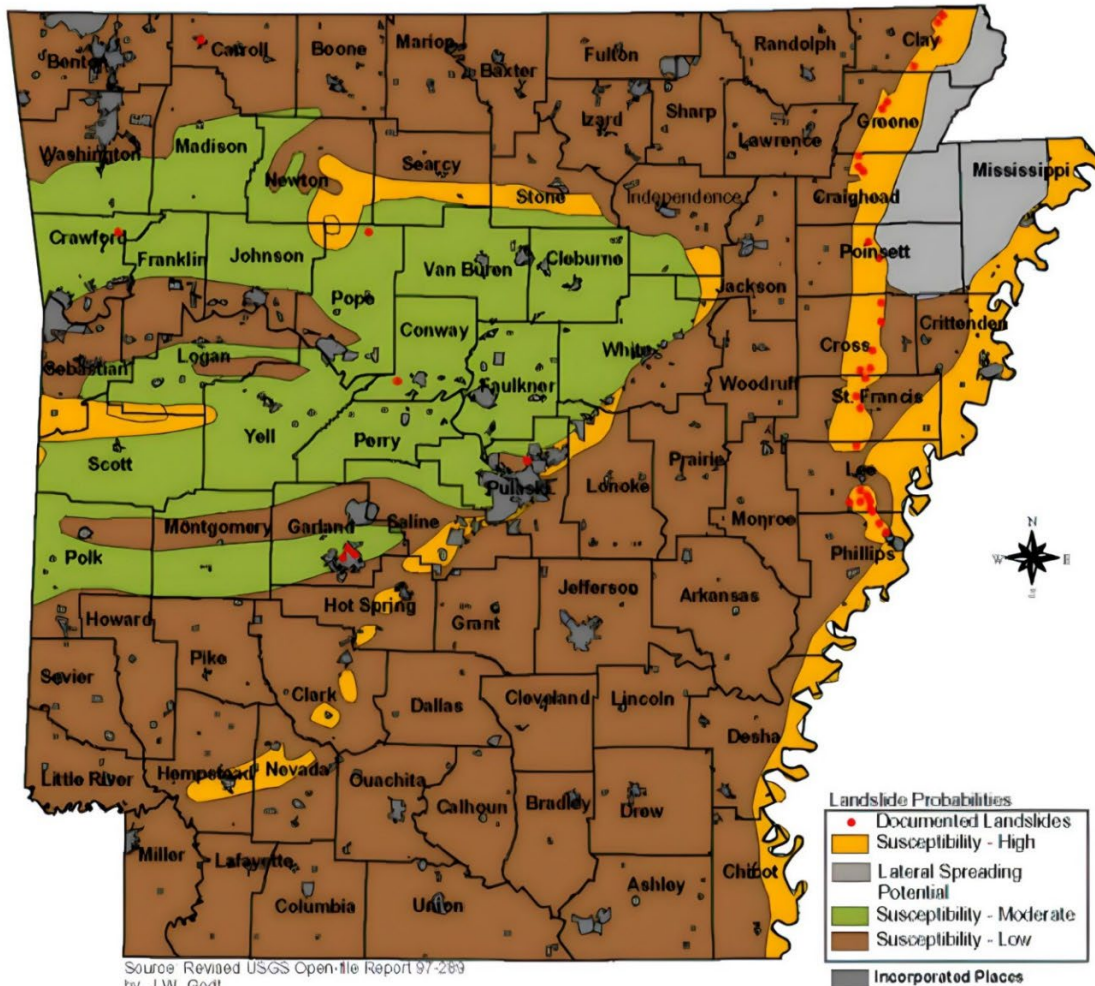 N
Benton
Carroll
Boone
Marion
Baxter
Fulton
Randolph
Clay
Sharp
Izard
Lawrence
Greene
Washington
Madison
Newton
Searcy
Stone
Independence
Craighead
Mississippi
Crawford
Franklin
Johnson
Pope
Van Buren
Cleburne
Jackson
Poinsett
Conway
Logan
Sebastian
White
Cross
Crittenden
Faulkner
Woodruff
St. Francis
Scott
Yell
Perry
Pulaski
Lonoke
Prairie
Lee
Montgomery
Garland
Saline
Monroe
Phillips
Polk
N
W
E
Howard
Hot Spring
Grant
Jefferson
Arkansas
Sevier
Pike
Clark
Dallas
Cleveland
Lincoln
Desha
Little River
Hempstead
Nevada
Ouachita
Calhoun
Bradley
Drew
Miller
Lafayette
Columbia
Union
Ashley
Chicot
Landslide Probabilities
Documented Landslides
Susceptibility - High
Lateral Spreading
Potential
Susceptibility - Moderate
Susceptibility - Low
Incorporated Places
Source Revised USGS Open-file Report 97-289
by J.W. Godt